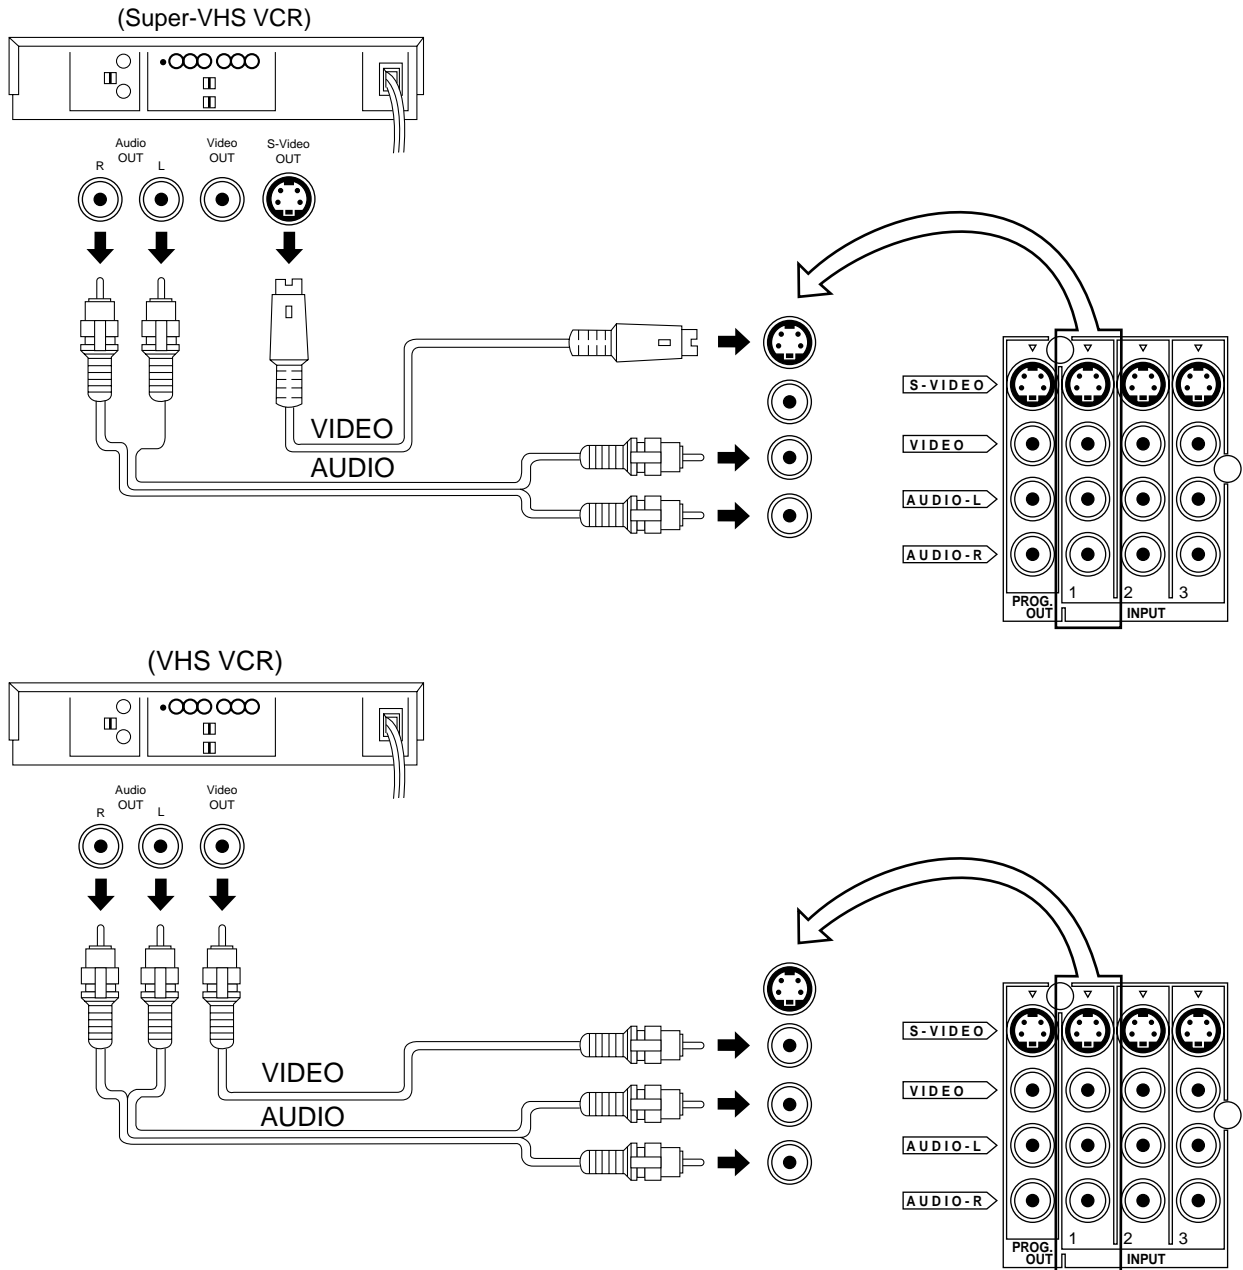 (Super-VHS VCR)
Audio
OUT
R
L
Video
OUT
S-Video
OUT
VIDEO
AUDIO
S-VIDEO
VIDEO
AUDIO-L
AUDIO-R
1
2
3
PROG.
OUT
INPUT
(VHS VCR)
Audio
OUT
R
L
Video
OUT
VIDEO
AUDIO
S-VIDEO
VIDEO
AUDIO-L
AUDIO-R
1
2
3
PROG.
OUT
INPUT